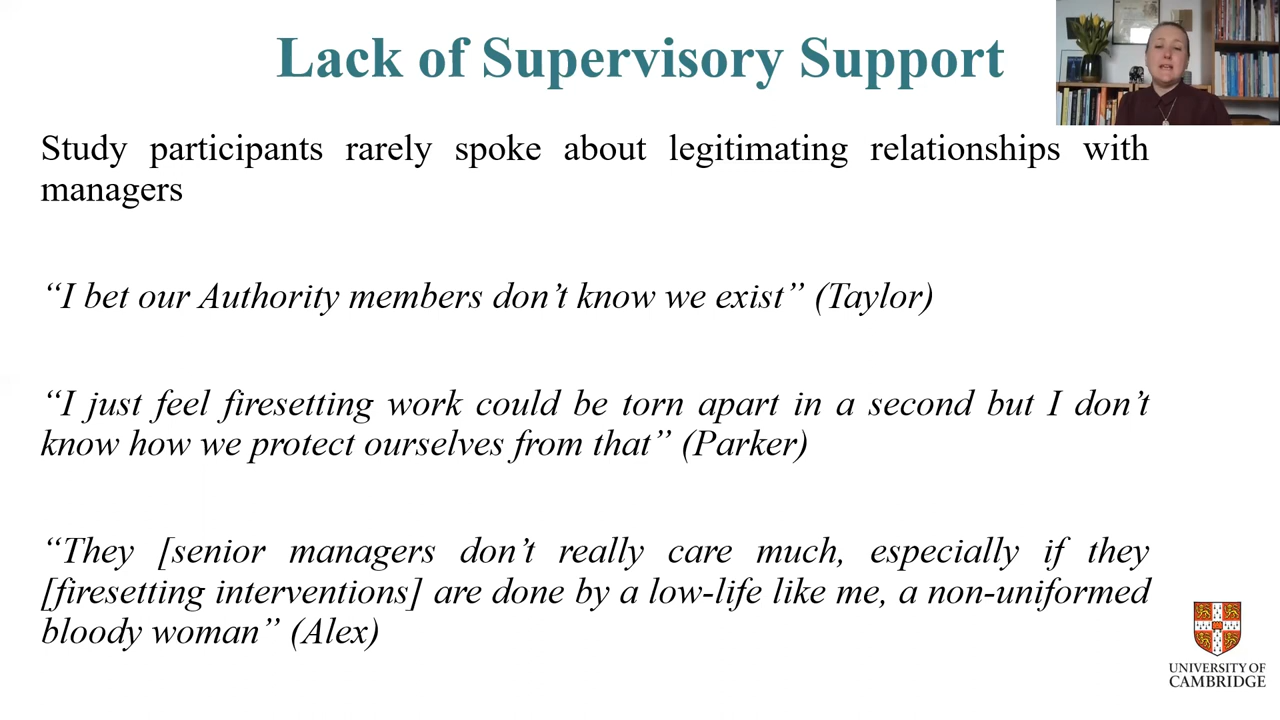 Lack of Supervisory Support
Study participants rarely spoke about legitimating relationships with
managers
“I bet our Authority members don’t know we exist” (Taylor)
“I just feel firesetting work could be torn apart in a second but I don’t
know how we protect ourselves from that” (Parker)
“They [senior managers don’t really care much, especially if they
[firesetting interventions] are done by a low-life like me, a non-uniformed
bloody woman” (Alex)
UNIVERSITY OF
CAMBRIDGE